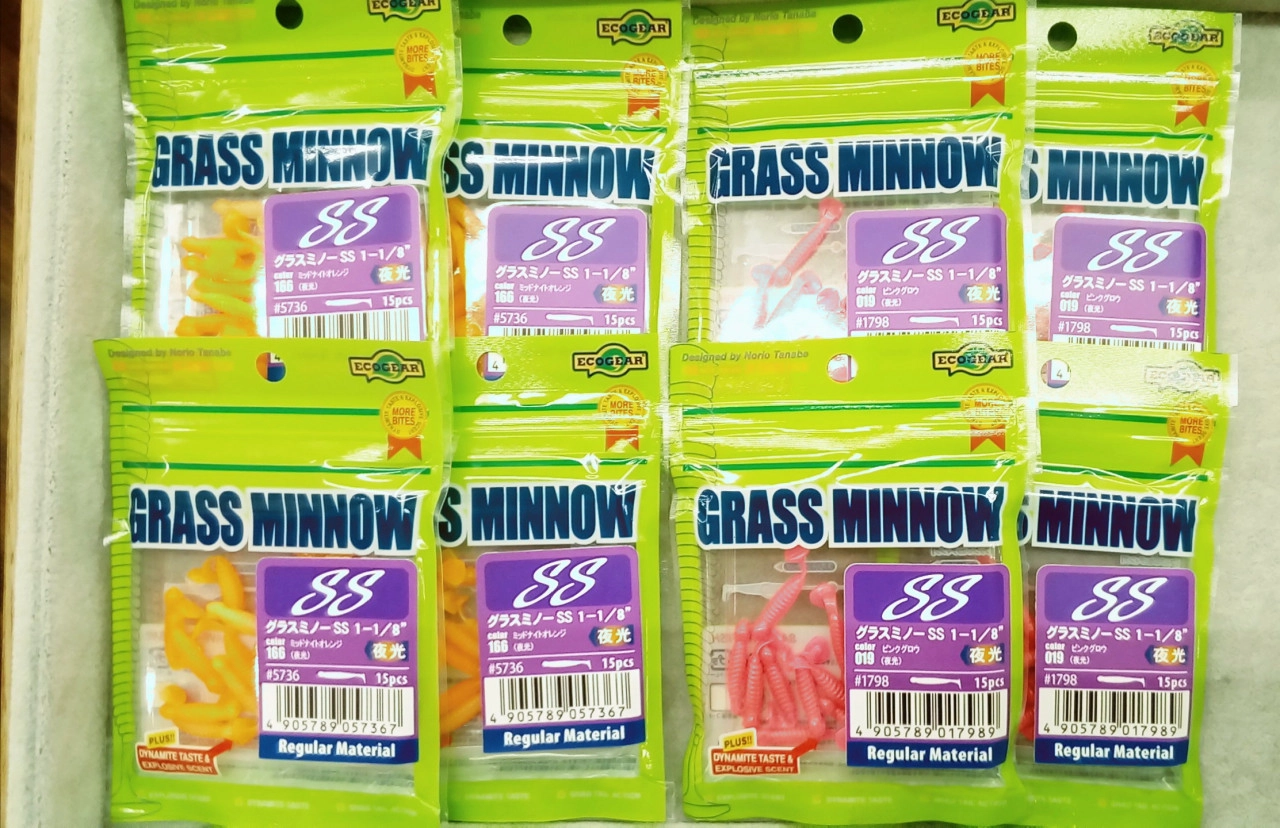 ECOGEAR
MORE
BITES
GRASS MINNOW
SS
グラスミノー SS 1-1/8"
color
166
ミッドナイトオレンジ
(夜光)
夜光
#5736
15pcs
Norio Tanabe
ECOGEAR
MORE
BITES
SS MINNOW
SS
グラスミノー SS 1-1/8"
color
166
ミッドナイトオレンジ
(夜光)
夜光
#5736
15pcs
Designed by Norio Tanabe
ECOGEAR
MORE
BITES
GRASS MINNOW
SS
グラスミノー SS 1-1/8"
color
019
ピンクグロウ
(夜光)
夜光
#1798
15pcs
ECOGEAR
MORE
BITES
S MINNOW
SS
グラスミノー SS 1-1/8"
color
019
ピンクグロウ
(夜光)
夜光
#1798
15pcs
Designed by Norio Tanabe
4
ECOGEAR
MORE
BITES
GRASS MINNOW
SS
グラスミノー SS 1-1/8"
color
166
ミッドナイトオレンジ
(夜光)
夜光
#5736
15pcs
4 905789 057367
Regular Material
PLUS!!
DYNAMITE TASTE &
EXPLOSIVE SCENT
4
ECOGEAR
MORE
BITES
S MINNOW
SS
グラスミノー SS 1-1/8"
color
166
ミッドナイトオレンジ
(夜光)
夜光
#5736
15pcs
4 905789 057367
Regular Material
Designed by Norio Tanabe
ECOGEAR
MORE
BITES
GRASS MINNOW
SS
グラスミノー SS 1-1/8"
color
019
ピンクグロウ
(夜光)
夜光
#1798
15pcs
4 905789 017989
Regular Material
PLUS!!
DYNAMITE TASTE &
EXPLOSIVE SCENT
4
ECOGEAR
MORE
BITES
S MINNOW
SS
グラスミノー SS 1-1/8"
color
019
ピンクグロウ
(夜光)
夜光
#1798
15pcs
4 905789 017989
Regular Material